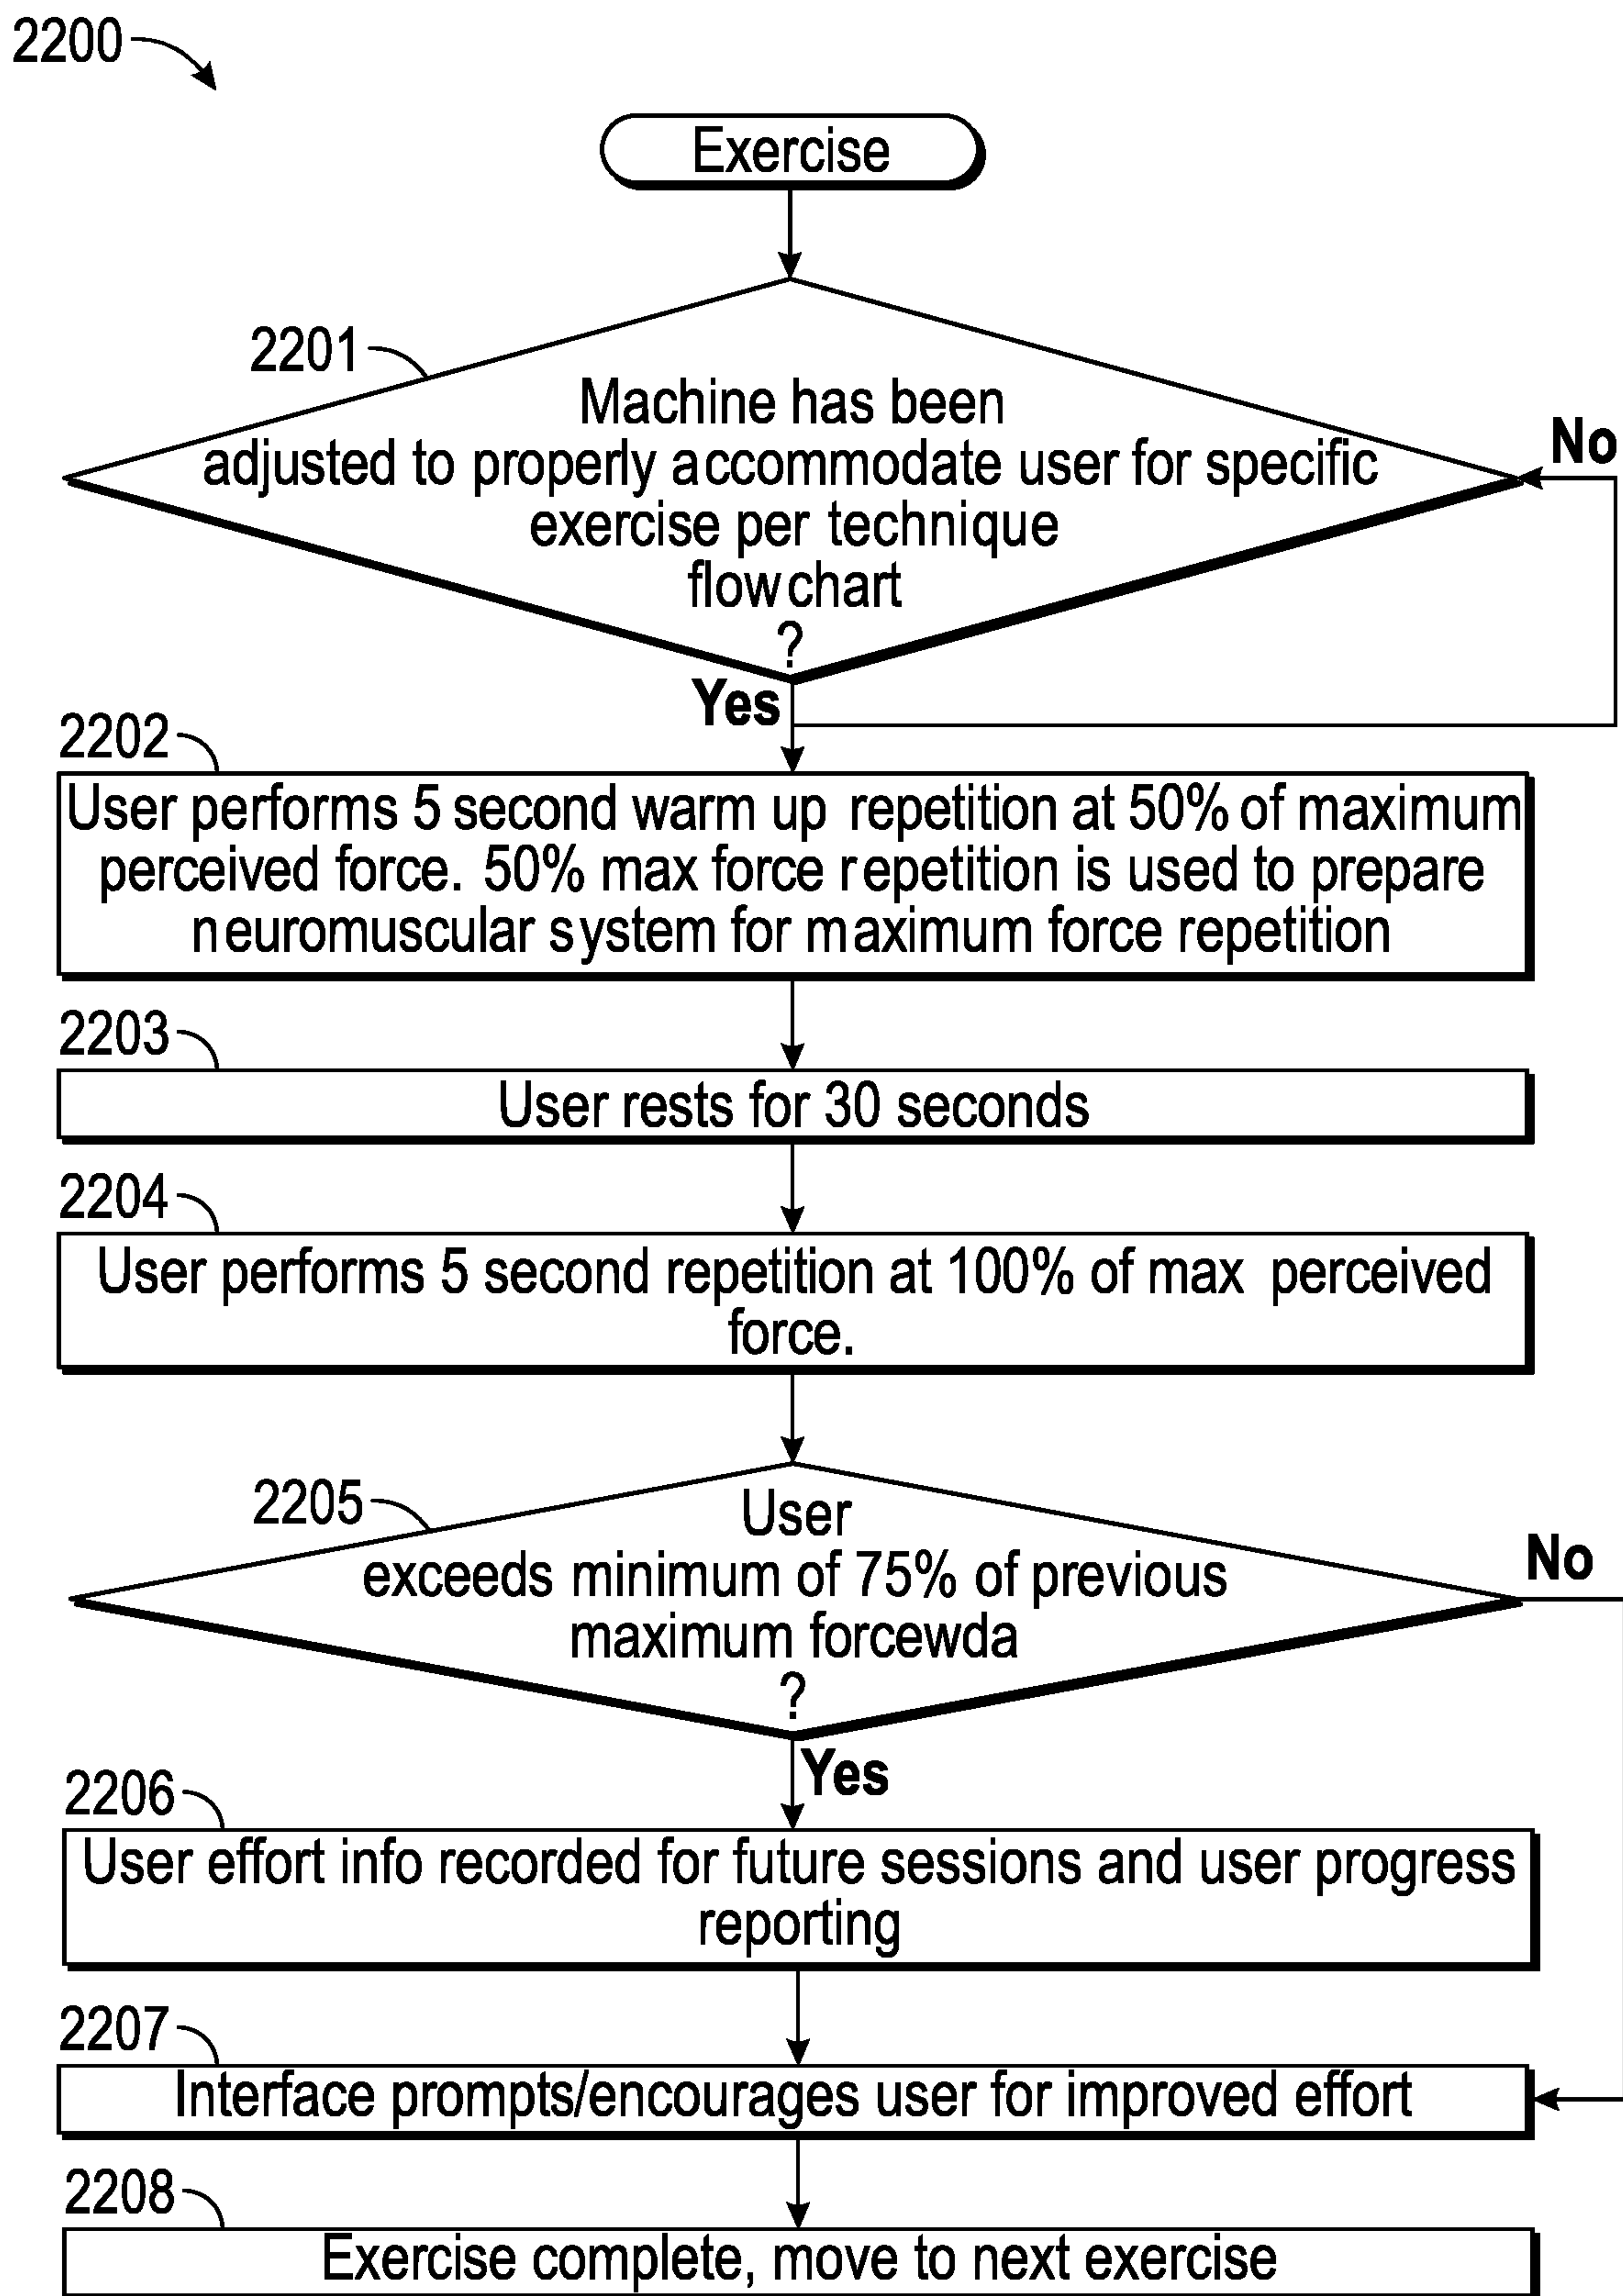 2200
Exercise
2201
Machine has been
adjusted to properly accommodate user for specific
exercise per technique
flowchart
?
No
Yes
2202
User performs 5 second warm up repetition at 50% of maximum
perceived force. 50% max force repetition is used to prepare
neuromuscular system for maximum force repetition
2203
User rests for 30 seconds
2204
User performs 5 second repetition at 100% of max perceived
force.
2205
User
exceeds minimum of 75% of previous
maximum forcewda
?
No
Yes
2206
User effort info recorded for future sessions and user progress
reporting
2207
Interface prompts/encourages user for improved effort
2208
Exercise complete, move to next exercise